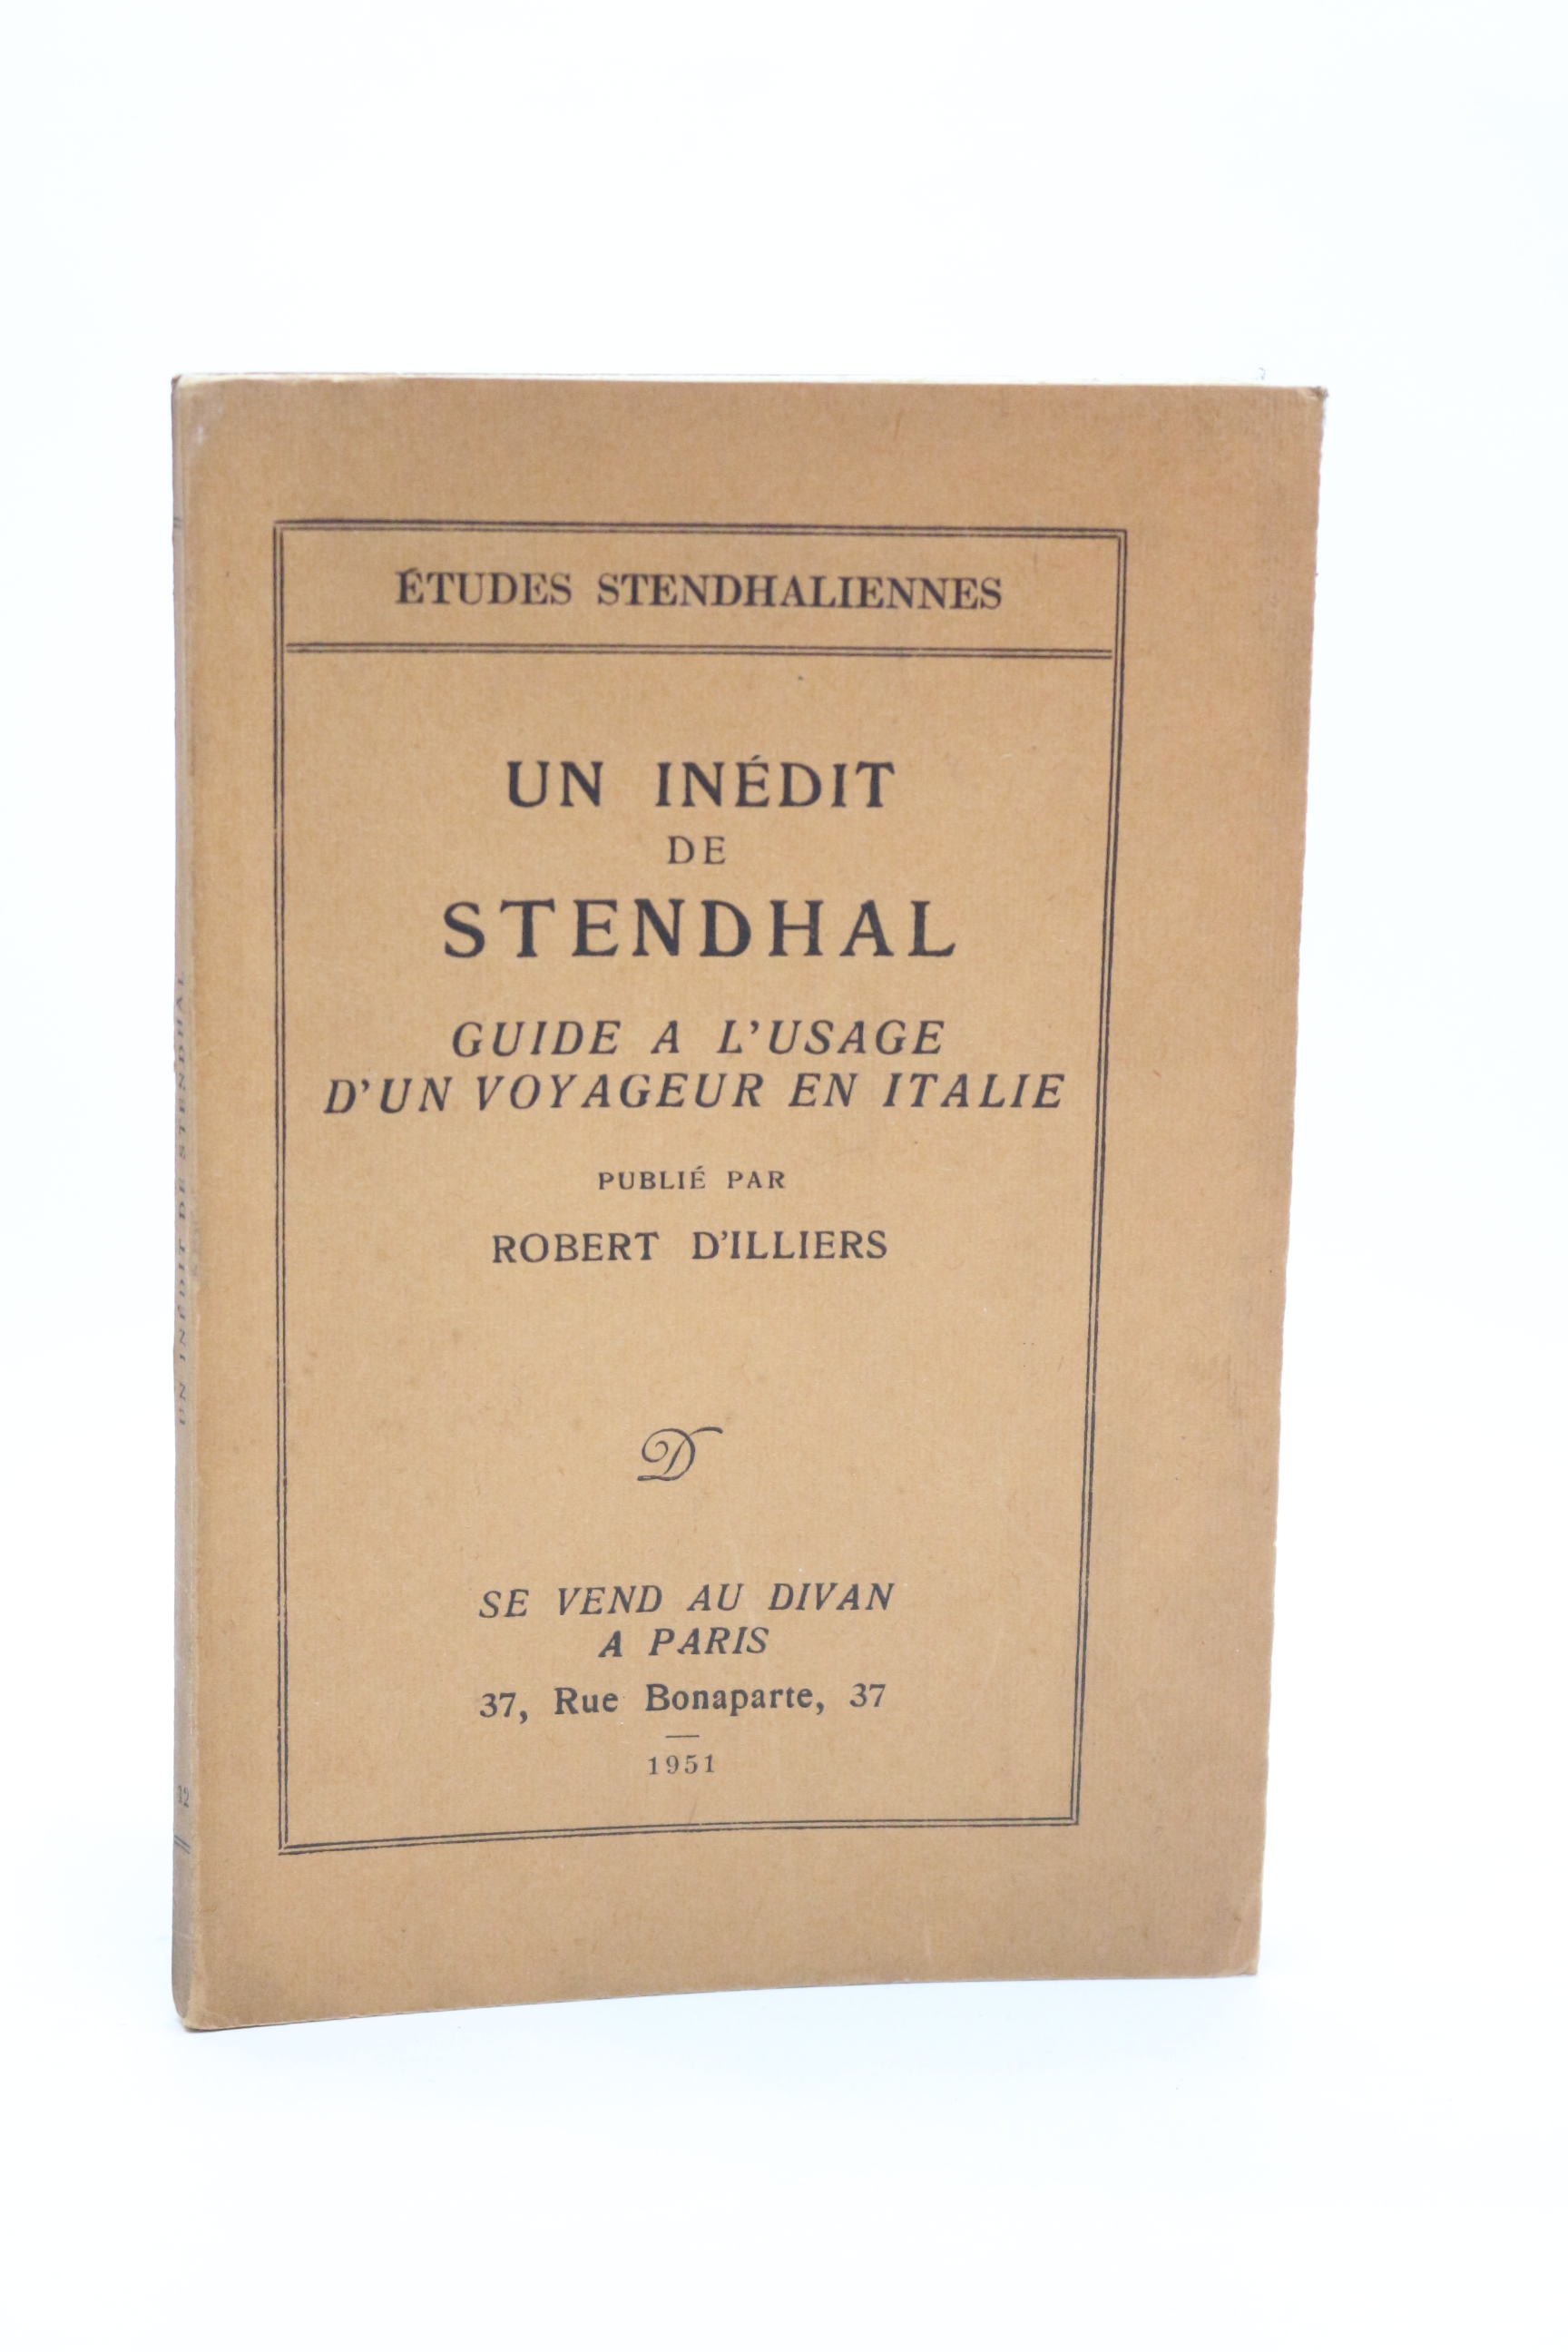 ÉTUDES STENDHALIENNES
UN INÉDIT
DE
STENDHAL
GUIDE A L'USAGE
D'UN VOYAGEUR EN ITALIE
PUBLIÉ PAR
ROBERT D'ILLIERS
D
SE VEND AU DIVAN
A PARIS
37, Rue Bonaparte, 37
1951
UN INÉDIT DE STENDHAL
12